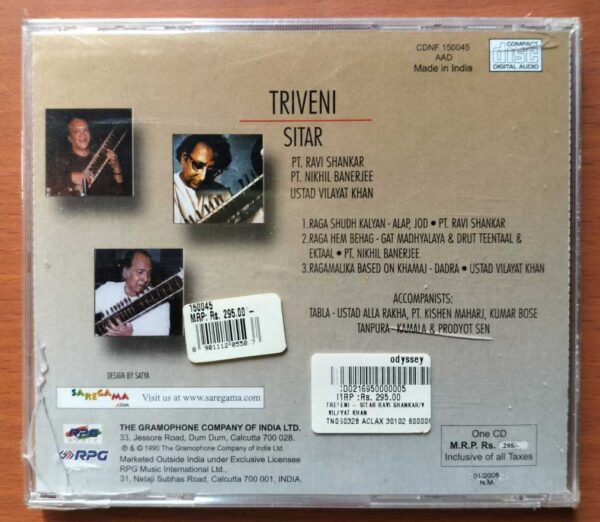 CDNF 150045
AAD
Made in India
COMPACT
disc
DIGITAL AUDIO
TRIVENI
SITAR
PT. RAVI SHANKAR
PT. NIKHIL BANERJEE
USTAD VILAYAT KHAN
1.RAGA SHUDH KALYAN - ALAP, JOD • PT. RAVI SHANKAR
2.RAGA HEM BEHAG - GAT MADHYALAYA & DRUT TEENTAAL &
EKTAAL • PT. NIKHIL BANERJEE.
3.RAGAMALIKA BASED ON KHAMAJ - DADRA • USTAD VILAYAT KHAN
ACCOMPANISTS:
TABLA - USTAD ALLA RAKHA, PT. KISHEN MAHARJ, KUMAR BOSE
TANPURA - KAMALA & PRODYOT SEN
150045
M.R.P: Rs. 295.00 -
8 901112 055007
DESIGN BY SATYA
SAREGAMA
.COM
Visit us at www.saregama.com
odyssey
CD0216950000005
MRP :Rs. 295.00
TRIVENI - SITAR RAVI SHANKAR/V
VILAYAT KHAN
RPG
THE GRAMOPHONE COMPANY OF INDIA LTD.
33, Jessore Road, Dum Dum, Calcutta 700 028.
℗ & © 1990 The Gramophone Company of India Ltd.
Marketed Outside India under Exclusive Licensee
RPG Music International Ltd.,
31, Netaji Subhas Road, Calcutta 700 001, INDIA.
One CD
M.R.P. Rs. 295/-
Inclusive of all Taxes
01/2006
N.M.